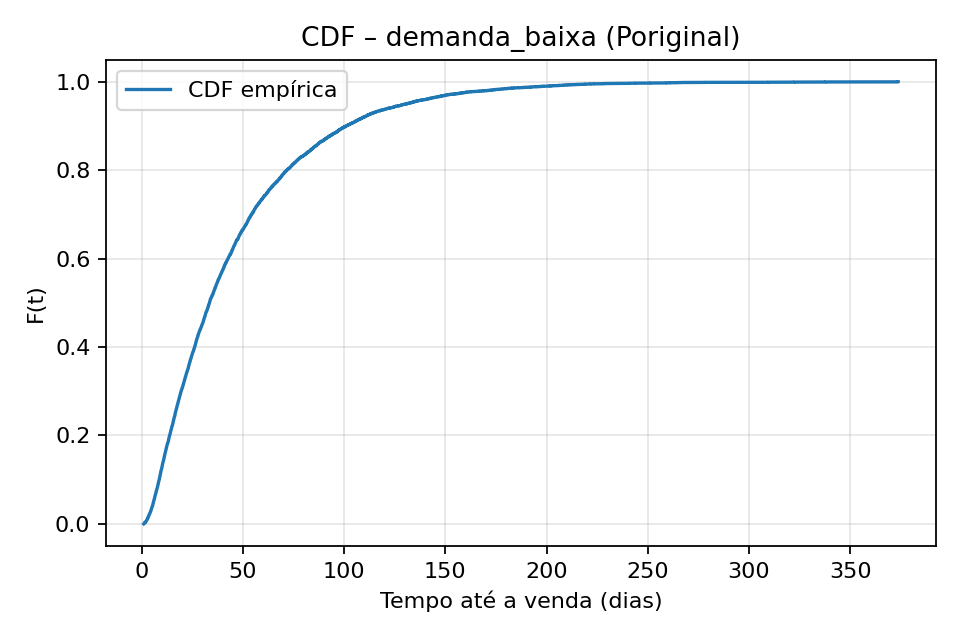 CDF – demanda_baixa (Poriginal)
CDF empírica
F(t)
1.0
0.8
0.6
0.4
0.2
0.0
0 50 100 150 200 250 300 350
Tempo até a venda (dias)